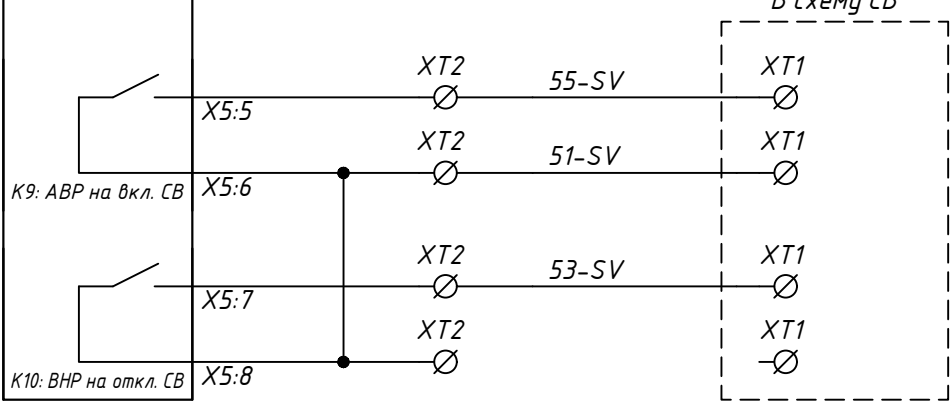 В схему СВ
XT2 55-SV XT1
X5:5
XT2 51-SV XT1
K9: АВР на вкл. СВ X5:6
XT2 53-SV XT1
X5:7
XT2 XT1
K10: ВНР на откл. СВ X5:8